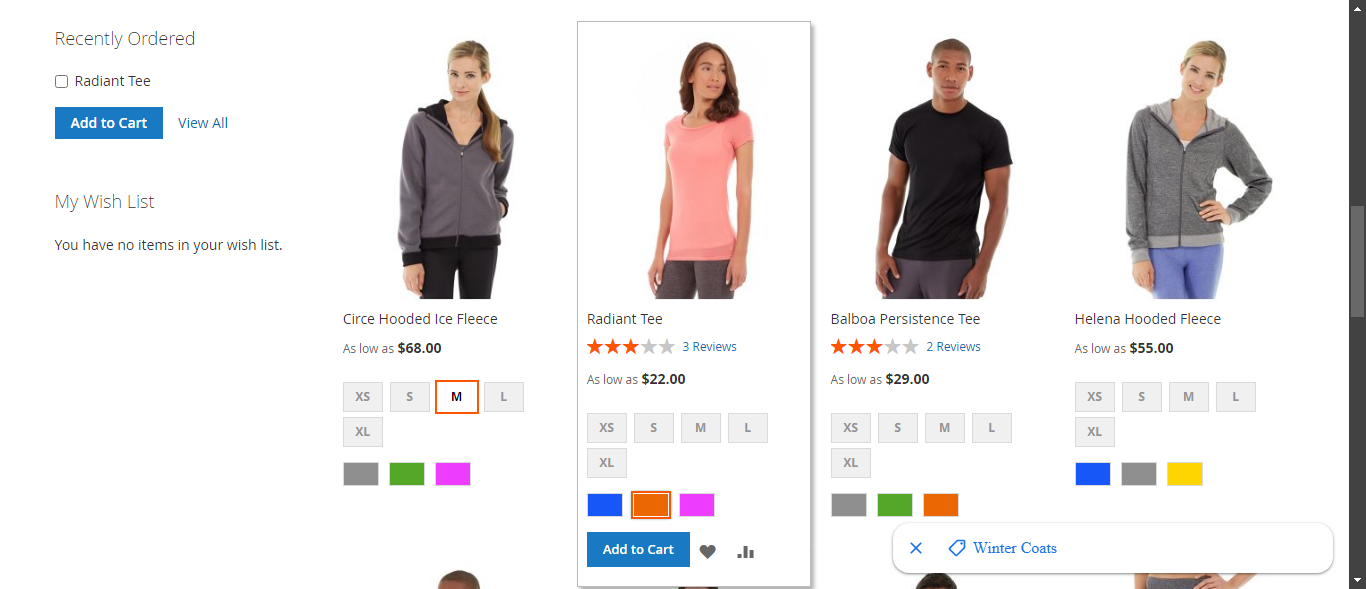 Recently Ordered
Radiant Tee
Add to Cart View All
My Wish List
You have no items in your wish list.
Circe Hooded Ice Fleece
As low as $68.00
XS S M L
XL
Radiant Tee
3 Reviews
As low as $22.00
XS S M L
XL
Add to Cart
Balboa Persistence Tee
2 Reviews
As low as $29.00
XS S M L
XL
Helena Hooded Fleece
As low as $55.00
XS S M L
XL
Winter Coats